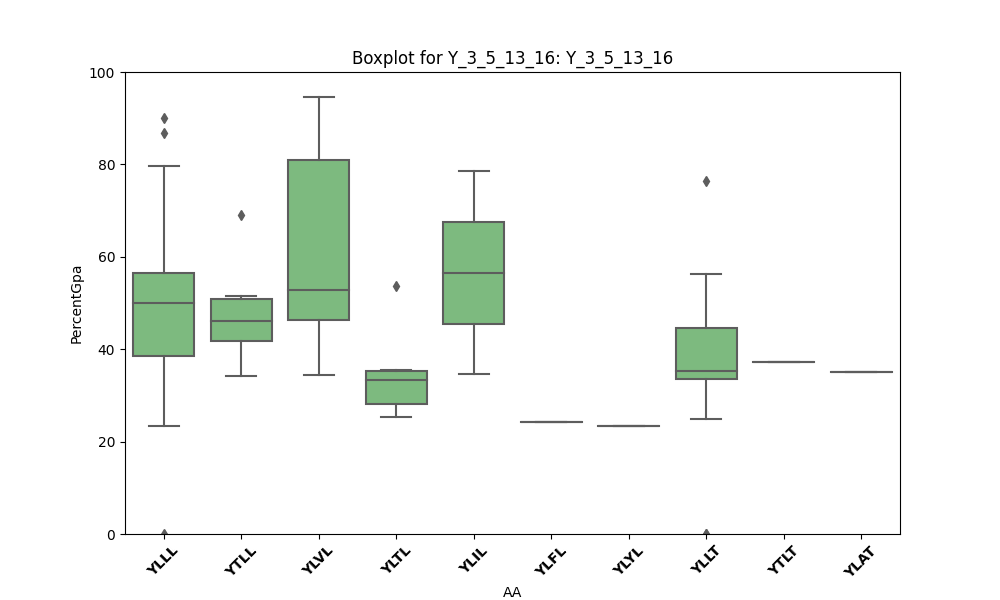 Boxplot for Y_3_5_13_16: Y_3_5_13_16
100
80
60
40
20
0
PercentGpa
YLLL
YTLL
YLVL
YLTL
YLIL
YLFL
YLYL
YLLT
YTLT
YLAT
AA